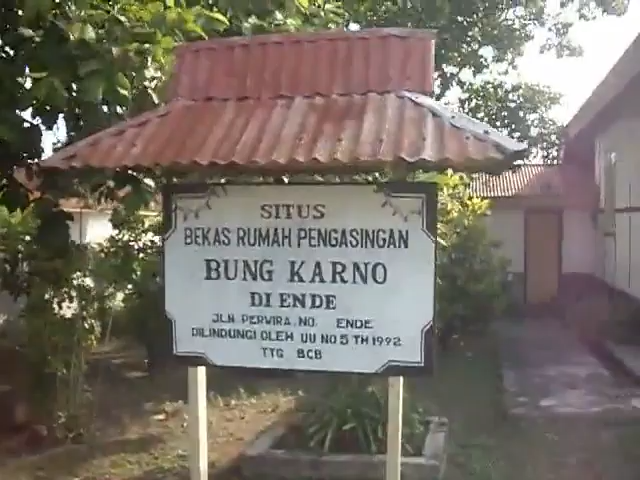 SITUS
BEKAS RUMAH PENGASINGAN
BUNG KARNO
DI ENDE
JLN. PERWIRA. NO. ENDE
DILINDUNGI OLEH UU NO 5 TH 1992
TTG BCB